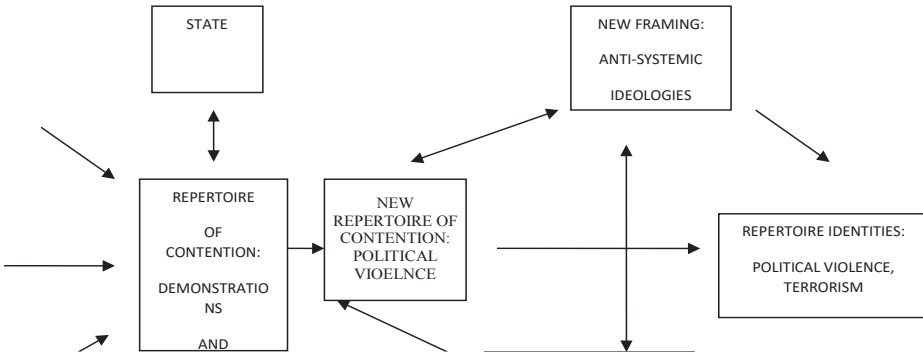 STATE
NEW FRAMING:
ANTI-SYSTEMIC
IDEOLOGIES
REPERTOIRE
OF
CONTENTION:
DEMONSTRATIO
NS
AND
NEW
REPERTOIRE OF
CONTENTION:
POLITICAL
VIOELNCE
REPERTOIRE IDENTITIES:
POLITICAL VIOLENCE,
TERRORISM